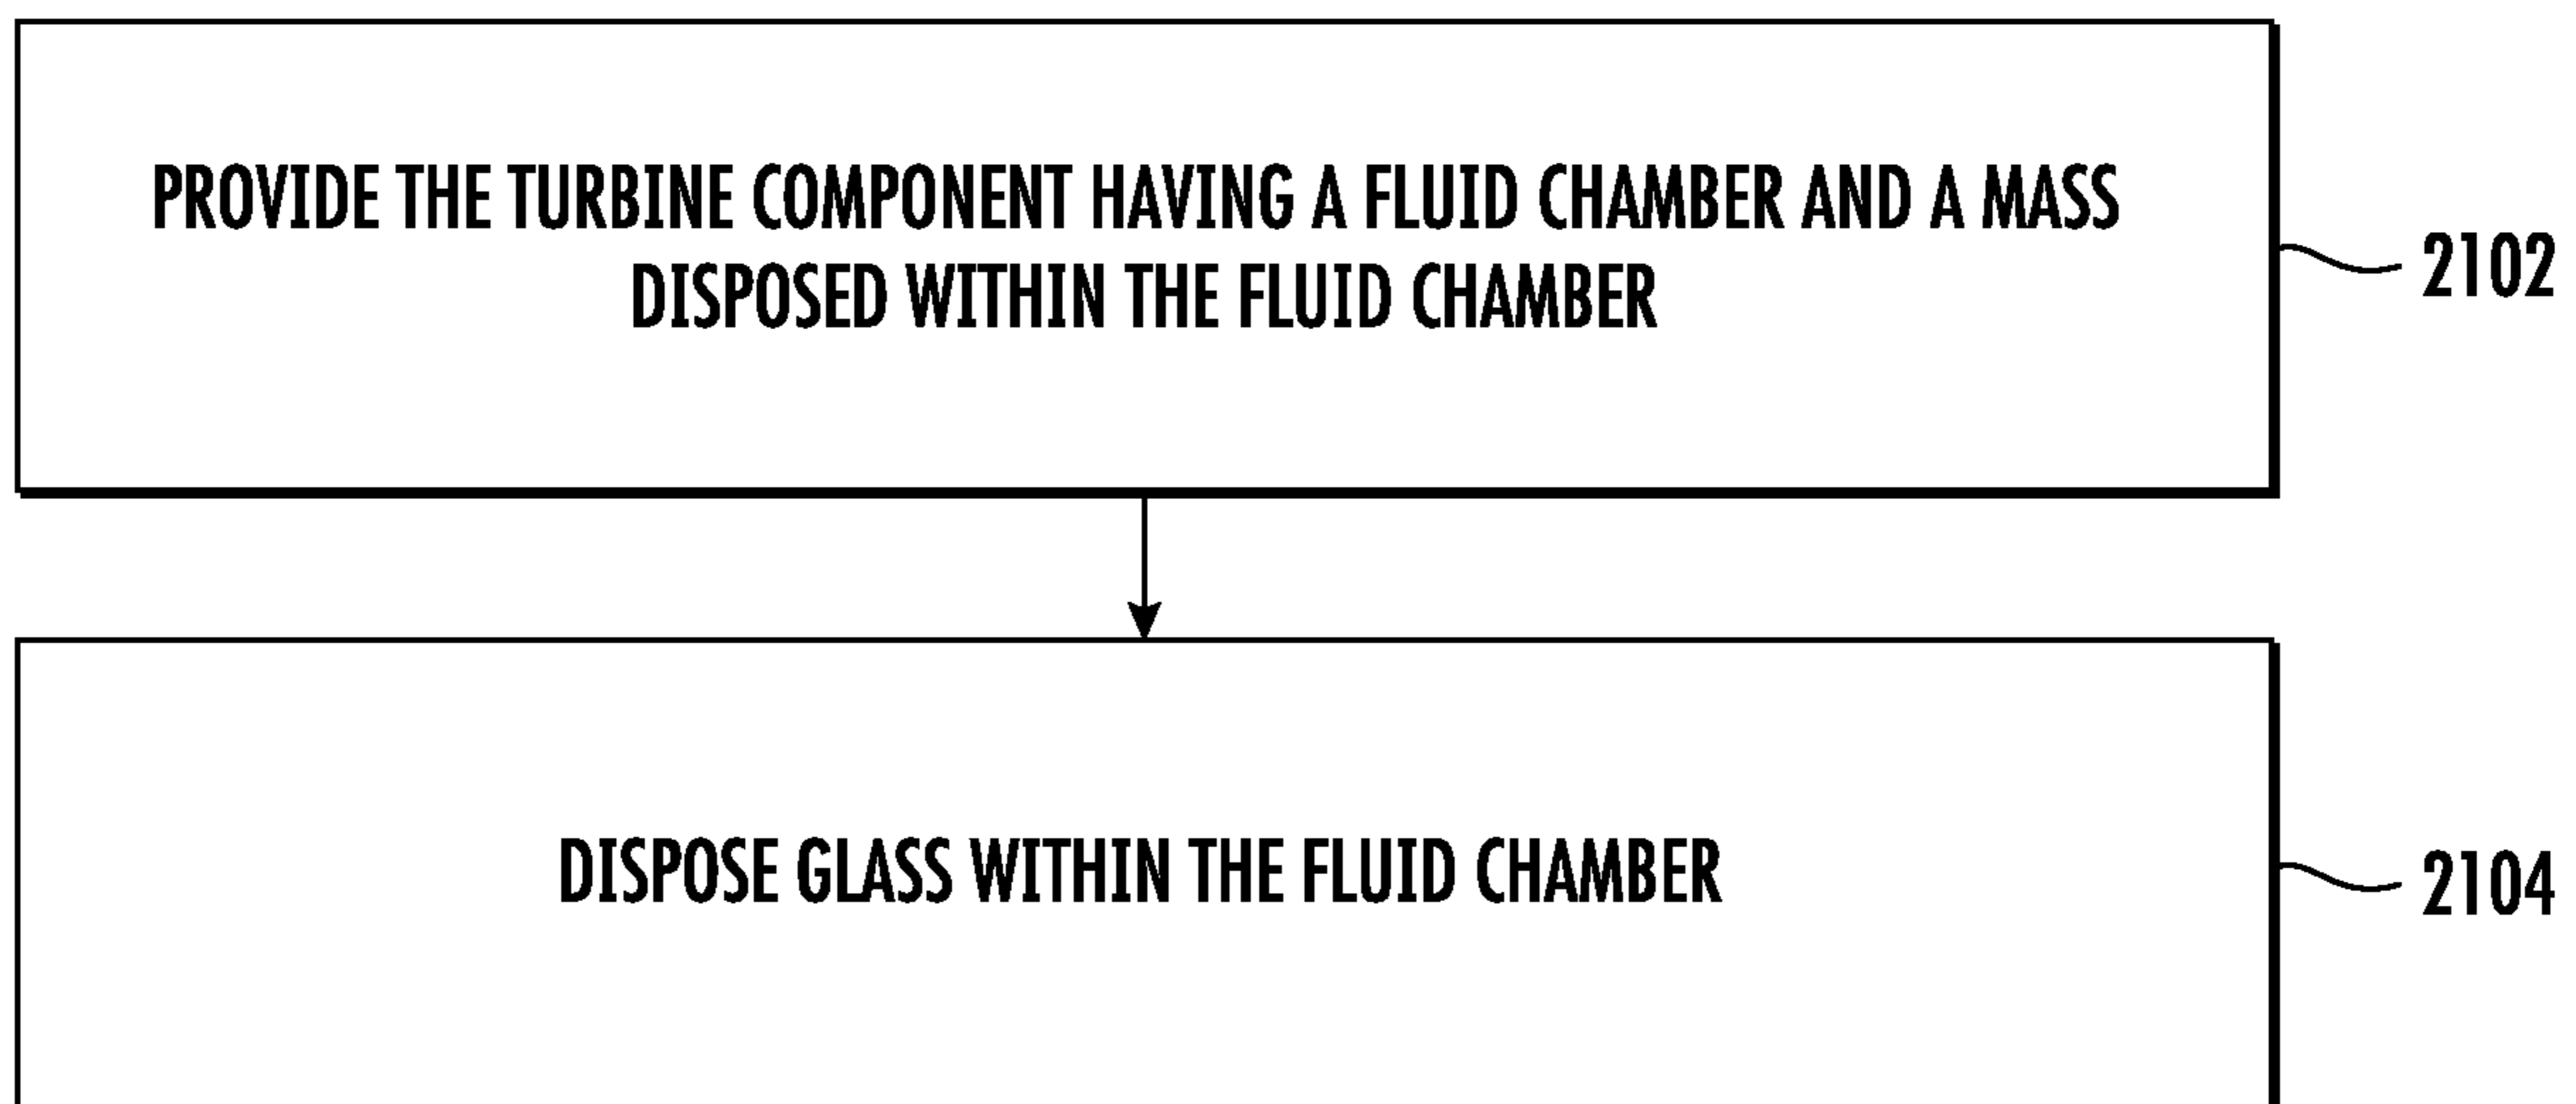 PROVIDE THE TURBINE COMPONENT HAVING A FLUID CHAMBER AND A MASS
DISPOSED WITHIN THE FLUID CHAMBER
2102
DISPOSE GLASS WITHIN THE FLUID CHAMBER
2104